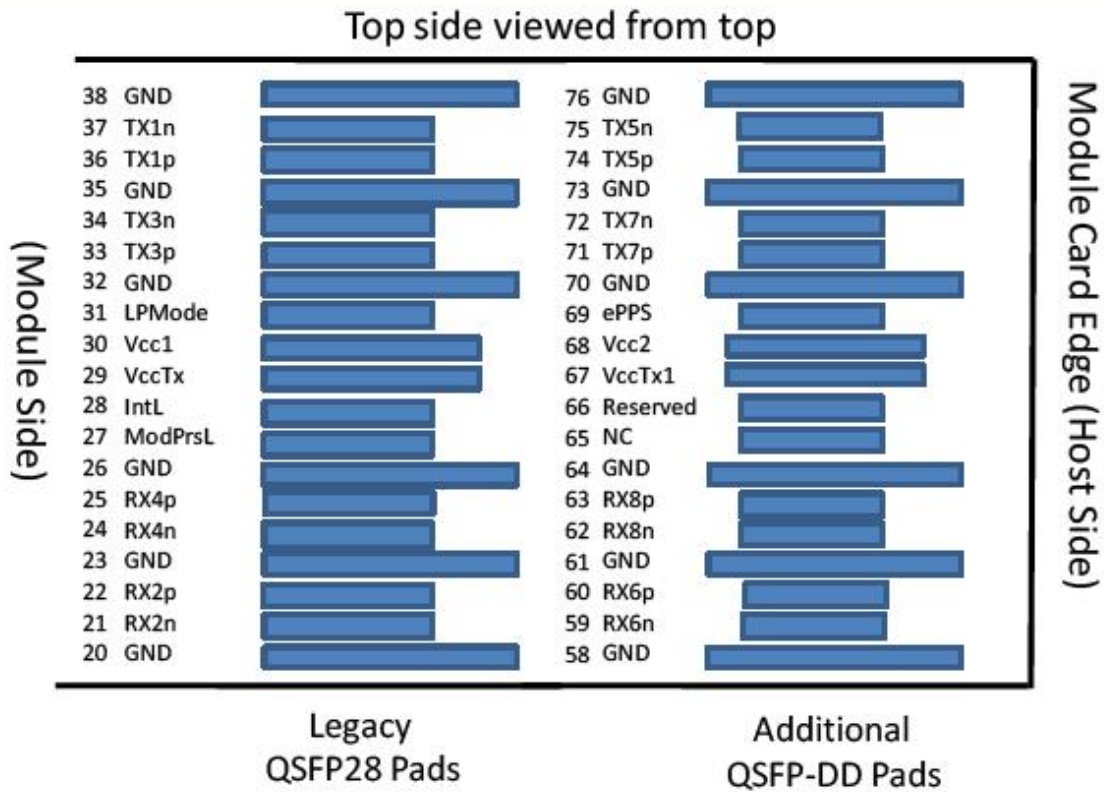 Top side viewed from top
38 GND 76 GND
37 TX1n 75 TX5n
36 TX1p 74 TX5p
35 GND 73 GND
34 TX3n 72 TX7n
33 TX3p 71 TX7p
32 GND 70 GND
31 LPMode 69 ePPS
30 Vcc1 68 Vcc2
29 VccTx 67 VccTx1
28 IntL 66 Reserved
27 ModPrsL 65 NC
26 GND 64 GND
25 RX4p 63 RX8p
24 RX4n 62 RX8n
23 GND 61 GND
22 RX2p 60 RX6p
21 RX2n 59 RX6n
20 GND 58 GND
(Module Side)
Module Card Edge (Host Side)
Legacy
QSFP28 Pads
Additional
QSFP-DD Pads